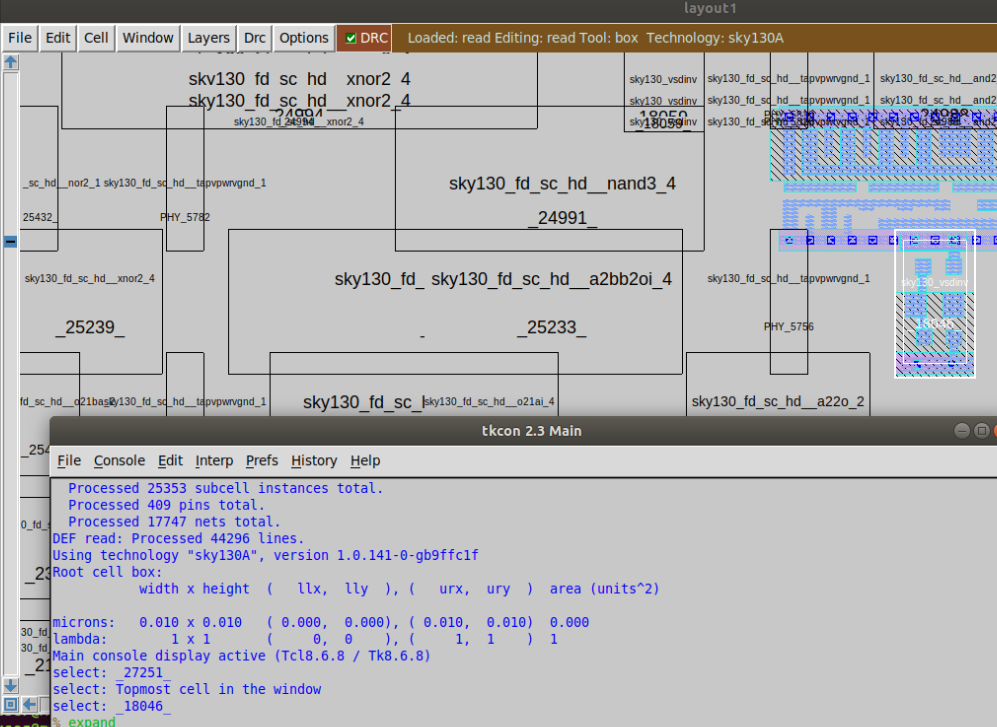 layout1
File Edit Cell Window Layers Drc Options DRC Loaded: read Editing: read Tool: box Technology: sky130A
sky130_fd_sc_hd__xnor2_4
sky130_vsdinv sky130_fd_sc_hd__tapvpwrvgnd_1 sky130_fd_sc_hd__and2
sky130_fd_sc_hd__xnor2_4
sky130_vsdinv sky130_fd_sc_hd__tapvpwrvgnd_1 sky130_fd_sc_hd__and2
_24994_
_18059_
_sc_hd__nor2_1 sky130_fd_sc_hd__tapvpwrvgnd_1
sky130_fd_sc_hd__nand3_4
25432_
PHY_5782
_24991_
sky130_fd_sc_hd__xnor2_4
sky130_fd_ sky130_fd_sc_hd__a2bb2oi_4
sky130_fd_sc_hd__tapvpwrvgnd_1
sky130_vsdinv
_25239_
_25233_
PHY_5756
_18046_
sky130_fd_sc_hd__tapvpwrvgnd_1
sky130_fd_sc_l
sky130_fd_sc_hd__o21ai_4
sky130_fd_sc_hd__a22o_2
tkcon 2.3 Main
File Console Edit Interp Prefs History Help
Processed 25353 subcell instances total.
Processed 409 pins total.
Processed 17747 nets total.
DEF read: Processed 44296 lines.
Using technology "sky130A", version 1.0.141-0-gb9ffc1f
Root cell box:
width x height ( llx, lly ), ( urx, ury ) area (units^2)
microns: 0.010 x 0.010 ( 0.000, 0.000), ( 0.010, 0.010) 0.000
lambda: 1 x 1 ( 0, 0 ), ( 1, 1 ) 1
Main console display active (Tcl8.6.8 / Tk8.6.8)
select: _27251_
select: Topmost cell in the window
select: _18046_
% expand